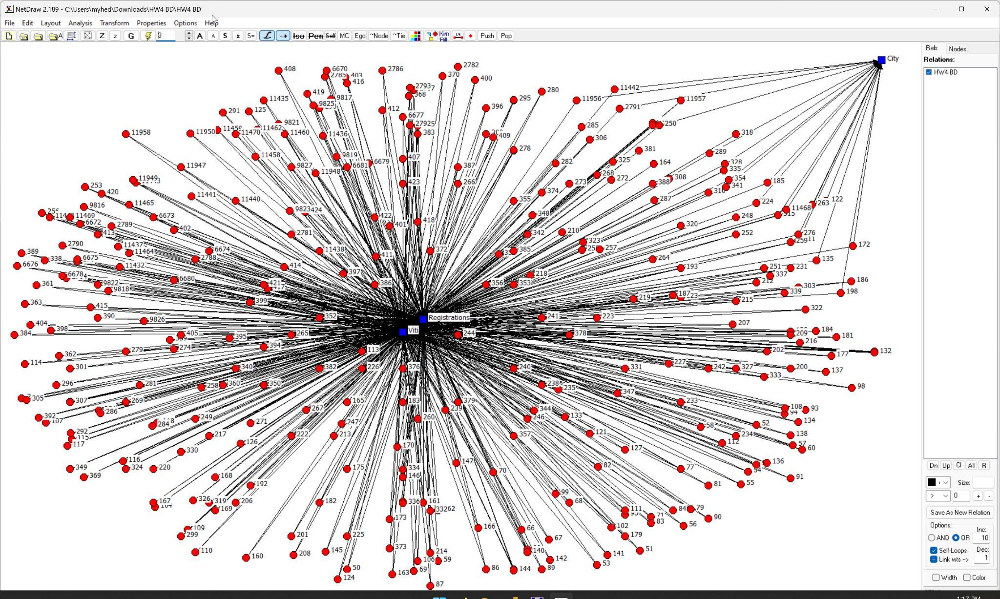 NetDraw 2.189 - C:\Users\myhed\Downloads\HW4 BD\HW4 BD
File Edit Layout Analysis Transform Properties Options Help
A Z z G 3 A A S s S= L Iso Pen Self MC Ego ~Node ~Tie Kim Bill Push Pop
Rels Nodes
Relations:
HW4 BD
City
408 6670 2785 403 416 2786 370 2782 400
419 9817 9825 2793 368 280 295 396 11442 11956 11957 2791
11435 291 125 412 6677 27925 383 409 285 306 250 318
11958 11950 11459 11470 11462 9821 11460 11436 278 381 289
11458 9819 6679 6681 407 387 282 325 164 328 335
11947 9827 11948 423 266 273 268 272 388 308 354 341 185
11949 253 420 11441 11440 355 374 287 316 224 263 122
9816 11465 9823 424 422 401 418 348 11468 248
11469 6672 2789 6673 402 413 2781 342 210 320 252 276 259
2790 11437 11464 6674 2788 11438 411 372 385 323 257 172
389 338 6675 6676 11432 414 397 264 193 251 231 135
6678 361 9822 9818 6680 421 417 386 356 353 218 337 212 186
363 415 399 219 187 215 303 339 198
390 9826 352 Registrations 241 223 322
404 398 384 405 395 265 Viti 244 378 207 209 184 181 216
362 279 274 394 113 202 177 132
114 301 340 382 226 376 240 331 227 242 327 200 137
296 281 258 360 350 238 235 333 98
305 307 269 165 183 379 347 233 108 93
392 107 286 267 239 344 94
284 249 271 247 260 246 133 52 134
292 115 117 217 222 213 357 121 58 234 138
330 126 170 127 112 57 60
349 116 324 220 175 334 147 82 77 136 54
369 168 146 70 91
192 81 55
167 326 319 206 182 336 161 99 68
169 33262 111 84 79
173 71 83 90
109 166 66 102 56
299 201 225 67 179
110 208 145 373 214 140 51
160 106 59 142 141
50 163 69 86 144 89 53
124 87
Dn Up Cl All R
Size:
> 0 + -
Save As New Relation
Options: Inc:
AND OR 10
Self-Loops Dec:
Link wts --> 1
Width Color
1:17 PM